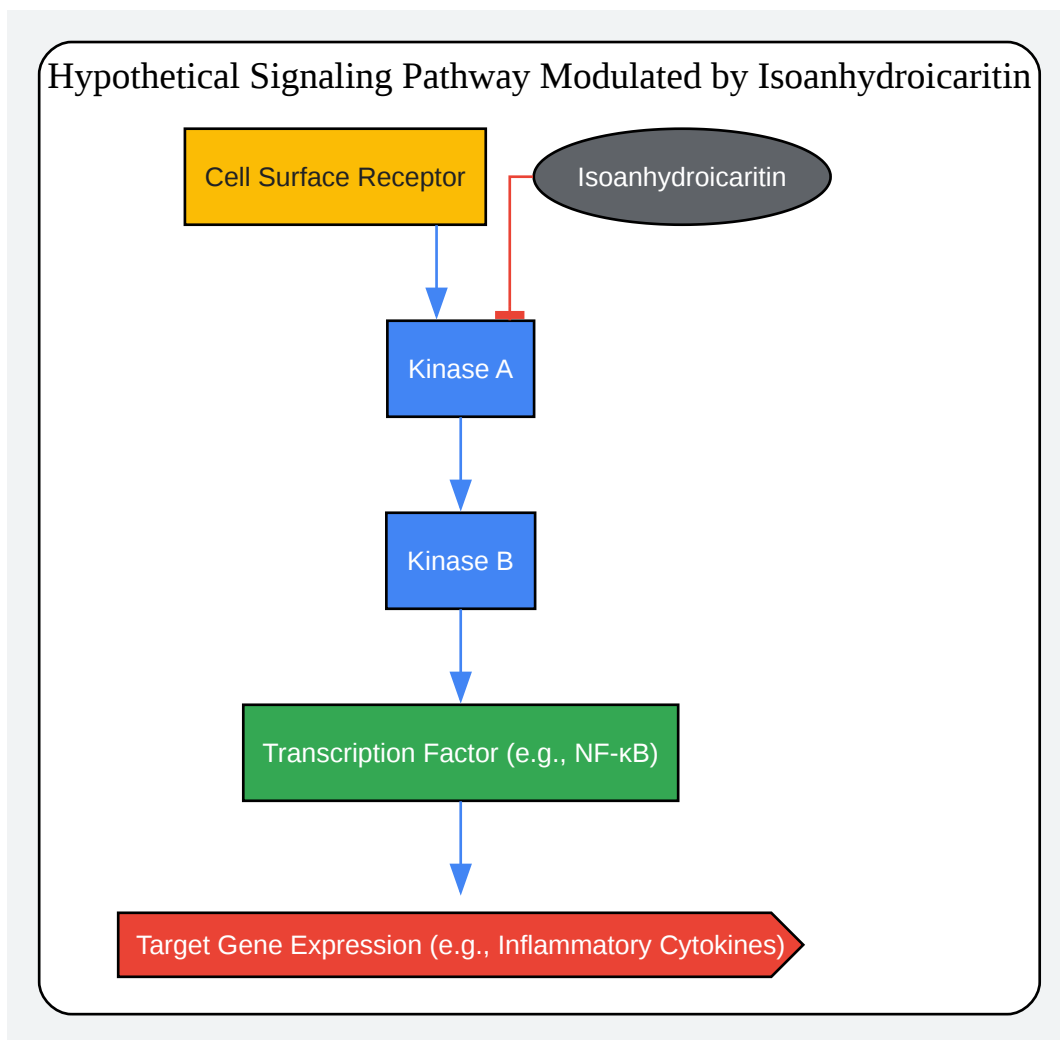 Hypothetical Signaling Pathway Modulated by Isoanhydroicaritin
Cell Surface Receptor
Isoanhydroicaritin
Kinase A
Kinase B
Transcription Factor (e.g., NF-κB)
Target Gene Expression (e.g., Inflammatory Cytokines)